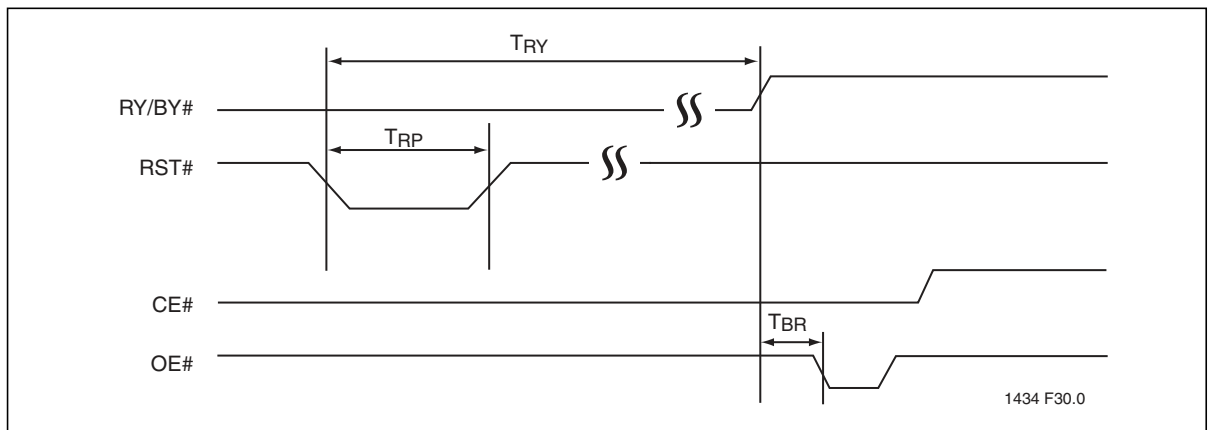 TRY
RY/BY#
TRP
RST#
CE#
TBR
OE#
1434 F30.0